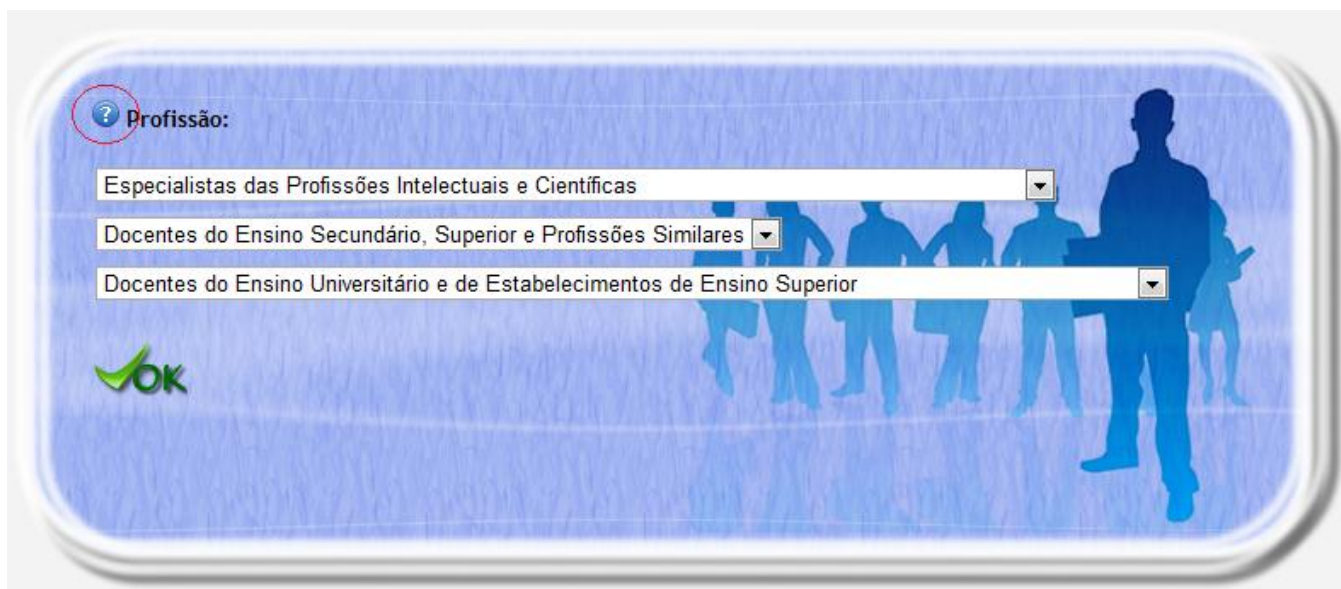 ? Profissão:
Especialistas das Profissões Intelectuais e Científicas
Docentes do Ensino Secundário, Superior e Profissões Similares
Docentes do Ensino Universitário e de Estabelecimentos de Ensino Superior
OK